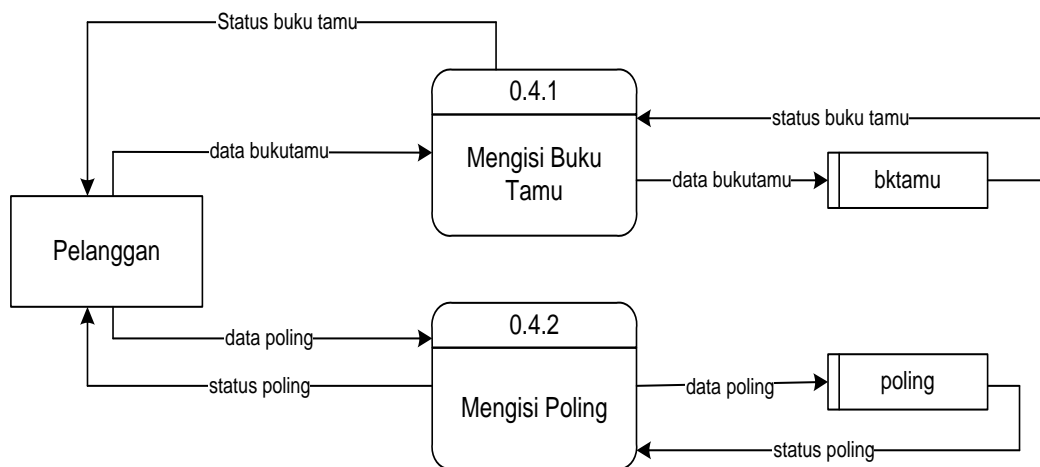 Status buku tamu
0.4.1
status buku tamu
data bukutamu
Mengisi Buku
Tamu
data bukutamu
bktamu
Pelanggan
0.4.2
data poling
status poling
data poling
poling
Mengisi Poling
status poling